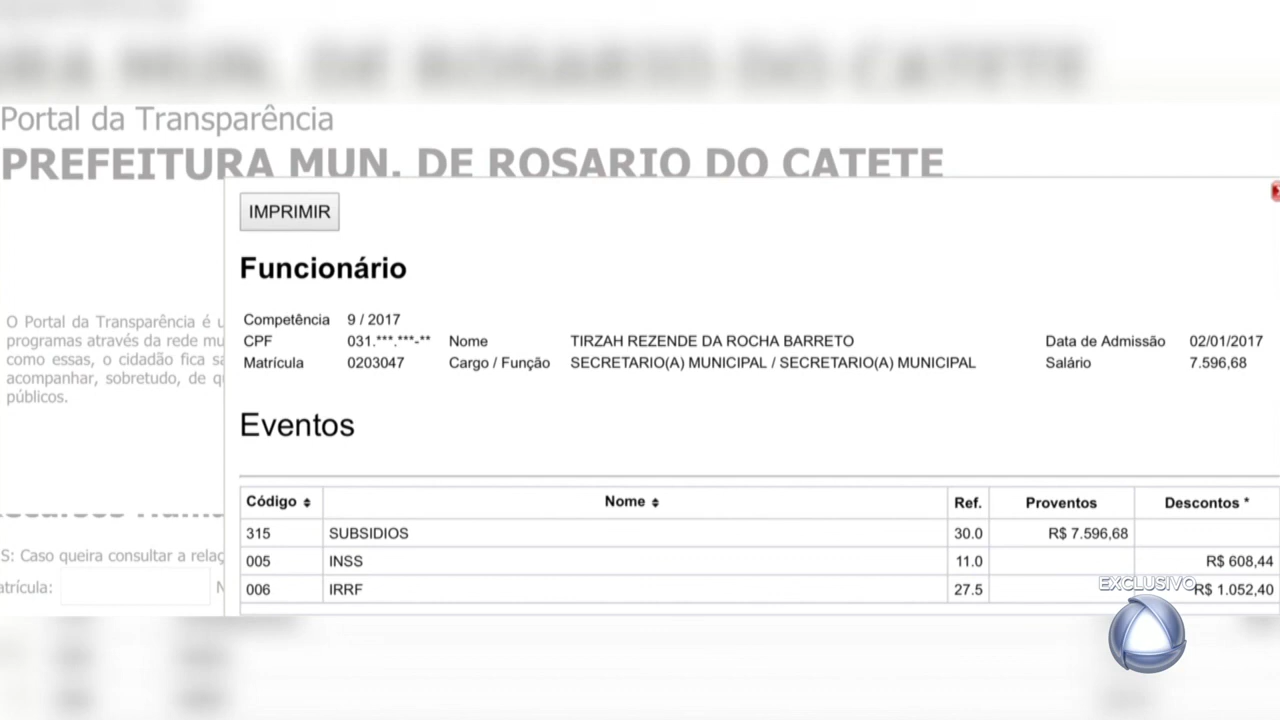 Portal da Transparência
PREFEITURA MUN. DE ROSARIO DO CATETE
IMPRIMIR
Funcionário
Competência 9 / 2017
CPF 031.***.***-** Nome TIRZAH REZENDE DA ROCHA BARRETO Data de Admissão 02/01/2017
Matrícula 0203047 Cargo / Função SECRETARIO(A) MUNICIPAL / SECRETARIO(A) MUNICIPAL Salário 7.596,68
O Portal da Transparência é
programas através da rede
como essas, o cidadão fica
acompanhar, sobretudo, de
públicos.
Eventos
Código Nome Ref. Proventos Descontos *
315 SUBSIDIOS 30.0 R$ 7.596,68
005 INSS 11.0 R$ 608,44
006 IRRF 27.5 R$ 1.052,40
S: Caso queira consultar a
atrícula:
EXCLUSIVO